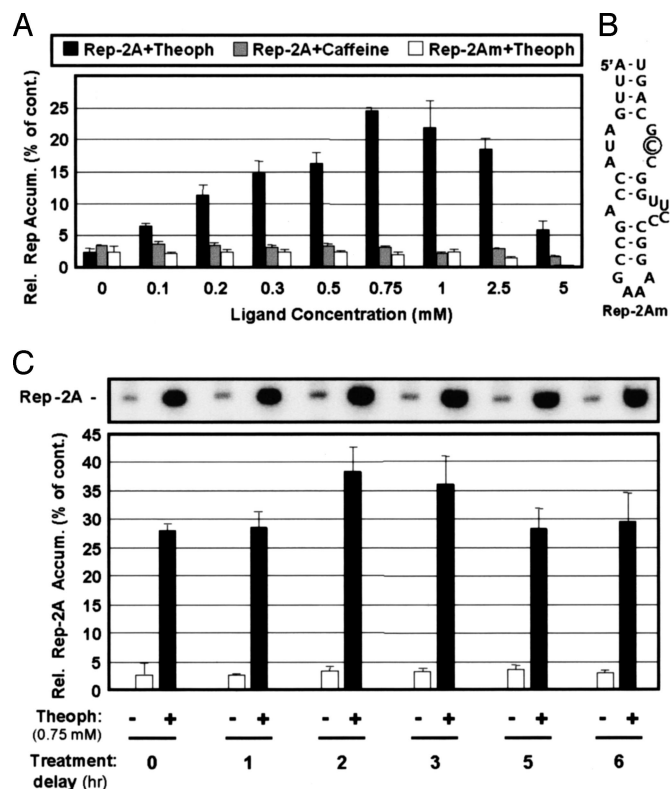 A
B
Rep-2A+Theoph Rep-2A+Caffeine Rep-2Am+Theoph
Rel. Rep Accum. (% of cont.)
25
20
15
10
5
0
0 0.1 0.2 0.3 0.5 0.75 1 2.5 5
Ligand Concentration (mM)
5'A-U
U-G
U-A
G-C
A G
U C
A C
C-G
C-G
U U
C C
A
G-C
C-G
C-G
G A
A A
Rep-2Am
C
Rep-2A -
Rel. Rep-2A Accum. (% of cont.)
45
40
35
30
25
20
15
10
5
0
Theoph: - + - + - + - + - + - +
(0.75 mM)
Treatment: 0 1 2 3 5 6
delay (hr)